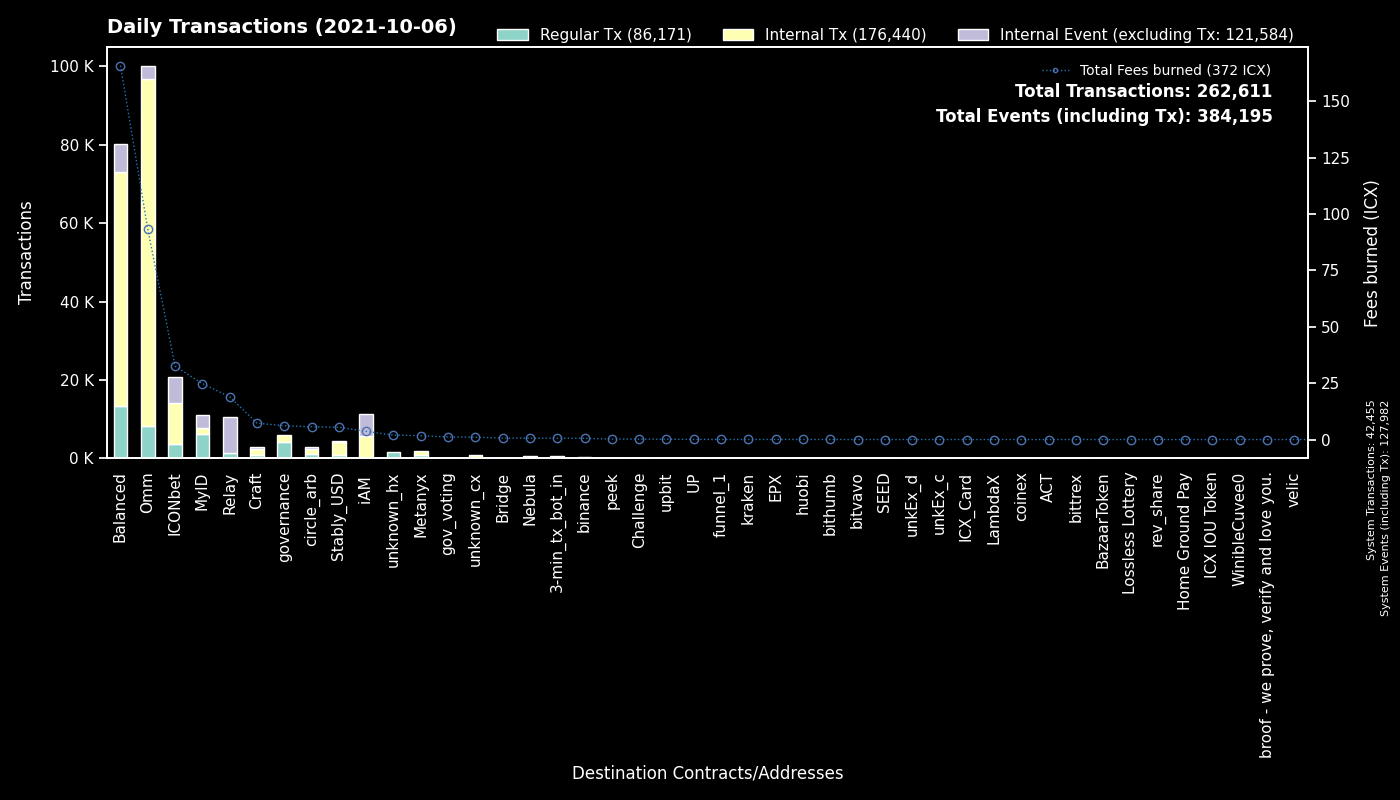 Daily Transactions (2021-10-06)
Regular Tx (86,171)
Internal Tx (176,440)
Internal Event (excluding Tx: 121,584)
Total Fees burned (372 ICX)
Total Transactions: 262,611
Total Events (including Tx): 384,195
Transactions
100 K
80 K
60 K
40 K
20 K
0 K
150
125
100
75
50
25
0
Fees burned (ICX)
System Transactions: 42,455
System Events (including Tx): 127,982
Balanced
Omm
ICONbet
MyID
Relay
Craft
governance
circle_arb
Stably_USD
iAM
unknown_hx
Metanyx
gov_voting
unknown_cx
Bridge
Nebula
3-min_tx_bot_in
binance
peek
Challenge
upbit
UP
funnel_1
kraken
EPX
huobi
bithumb
bitvavo
SEED
unkEx_d
unkEx_c
ICX_Card
LambdaX
coinex
ACT
bittrex
BazaarToken
Lossless Lottery
rev_share
Home Ground Pay
ICX IOU Token
WinibleCuvee0
broof - we prove, verify and love you.
velic
Destination Contracts/Addresses